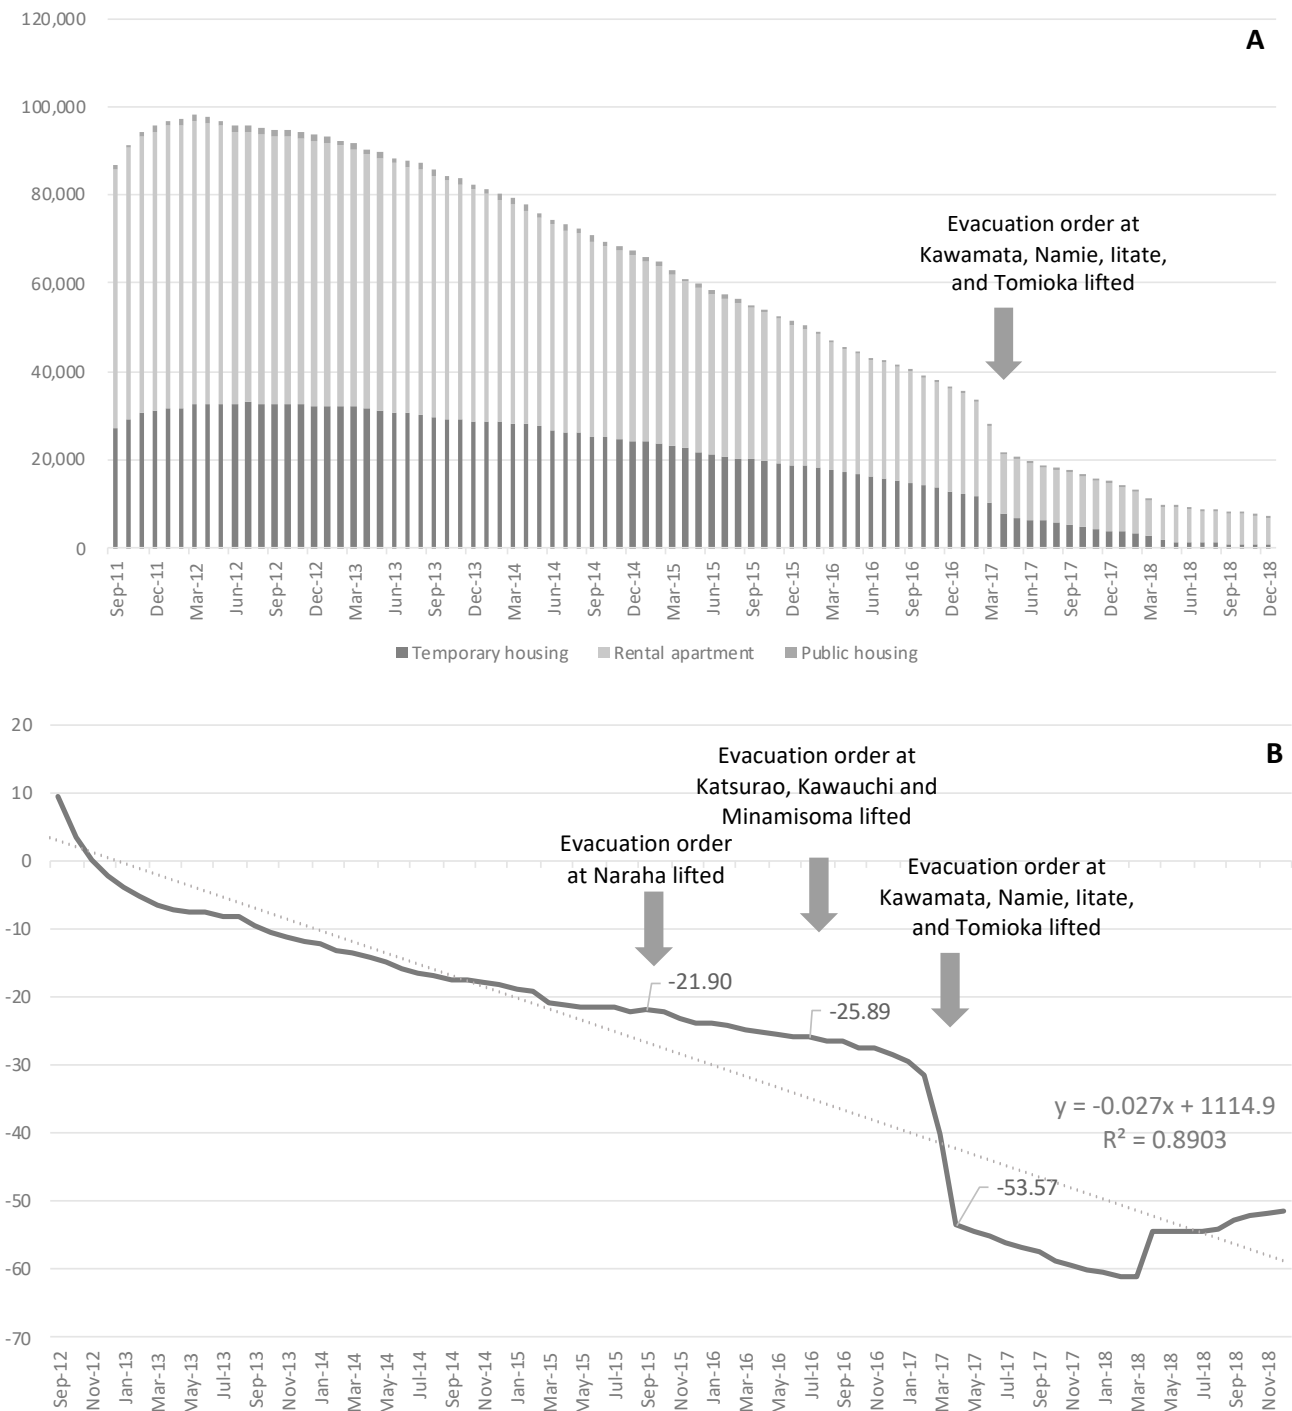 120,000
A
100,000
80,000
60,000
40,000
20,000
0
Evacuation order at
Kawamata, Namie, Iitate,
and Tomioka lifted
Sep-11
Dec-11
Mar-12
Jun-12
Sep-12
Dec-12
Mar-13
Jun-13
Sep-13
Dec-13
Mar-14
Jun-14
Sep-14
Dec-14
Mar-15
Jun-15
Sep-15
Dec-15
Mar-16
Jun-16
Sep-16
Dec-16
Mar-17
Jun-17
Sep-17
Dec-17
Mar-18
Jun-18
Sep-18
Dec-18
Temporary housing Rental apartment Public housing
20
B
10
0
-10
-20
-30
-40
-50
-60
-70
Evacuation order at
Katsurao, Kawauchi and
Minamisoma lifted
Evacuation order
at Naraha lifted
Evacuation order at
Kawamata, Namie, Iitate,
and Tomioka lifted
-21.90
-25.89
y = -0.027x + 1114.9
R² = 0.8903
-53.57
Sep-12
Nov-12
Jan-13
Mar-13
May-13
Jul-13
Sep-13
Nov-13
Jan-14
Mar-14
May-14
Jul-14
Sep-14
Nov-14
Jan-15
Mar-15
May-15
Jul-15
Sep-15
Nov-15
Jan-16
Mar-16
May-16
Jul-16
Sep-16
Nov-16
Jan-17
Mar-17
May-17
Jul-17
Sep-17
Nov-17
Jan-18
Mar-18
May-18
Jul-18
Sep-18
Nov-18